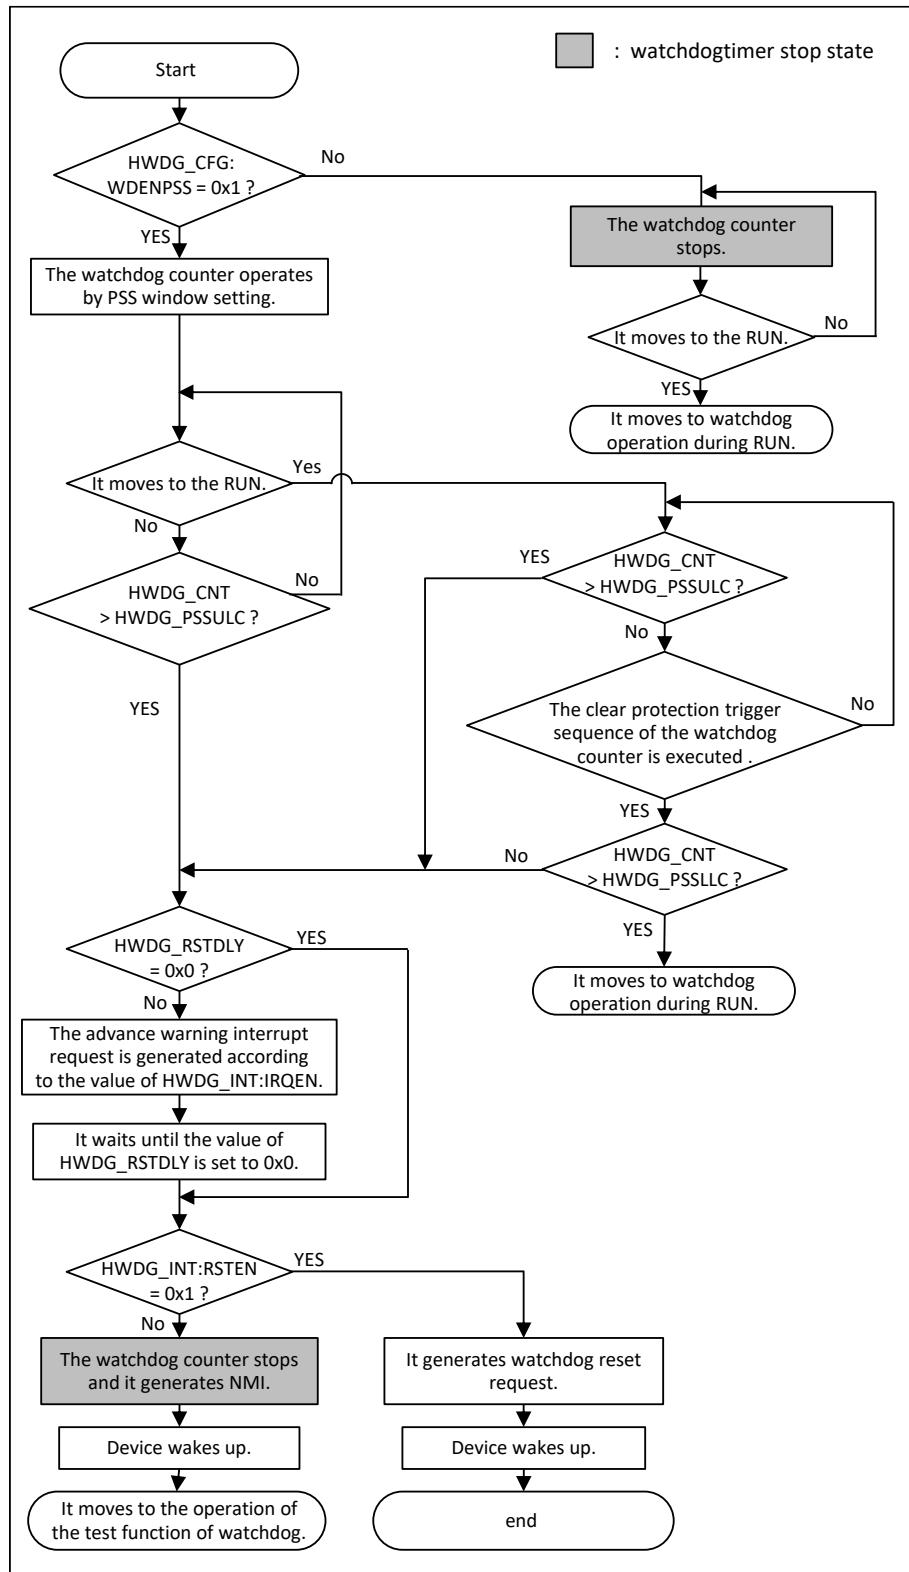 : watchdogtimer stop state
Start
HWDG_CFG:
WDENPSS = 0x1 ?
No
YES
The watchdog counter
stops.
The watchdog counter operates
by PSS window setting.
It moves to the RUN.
No
YES
It moves to watchdog
operation during RUN.
It moves to the RUN.
Yes
No
HWDG_CNT
> HWDG_PSSULC ?
No
YES
HWDG_CNT
> HWDG_PSSULC ?
YES
No
The clear protection trigger
sequence of the watchdog
counter is executed .
No
YES
HWDG_CNT
> HWDG_PSSLLC ?
No
YES
It moves to watchdog
operation during RUN.
HWDG_RSTDLY
= 0x0 ?
YES
No
The advance warning interrupt
request is generated according
to the value of HWDG_INT:IRQEN.
It waits until the value of
HWDG_RSTDLY is set to 0x0.
HWDG_INT:RSTEN
= 0x1 ?
YES
No
The watchdog counter stops
and it generates NMI.
It generates watchdog reset
request.
Device wakes up.
Device wakes up.
It moves to the operation of
the test function of watchdog.
end